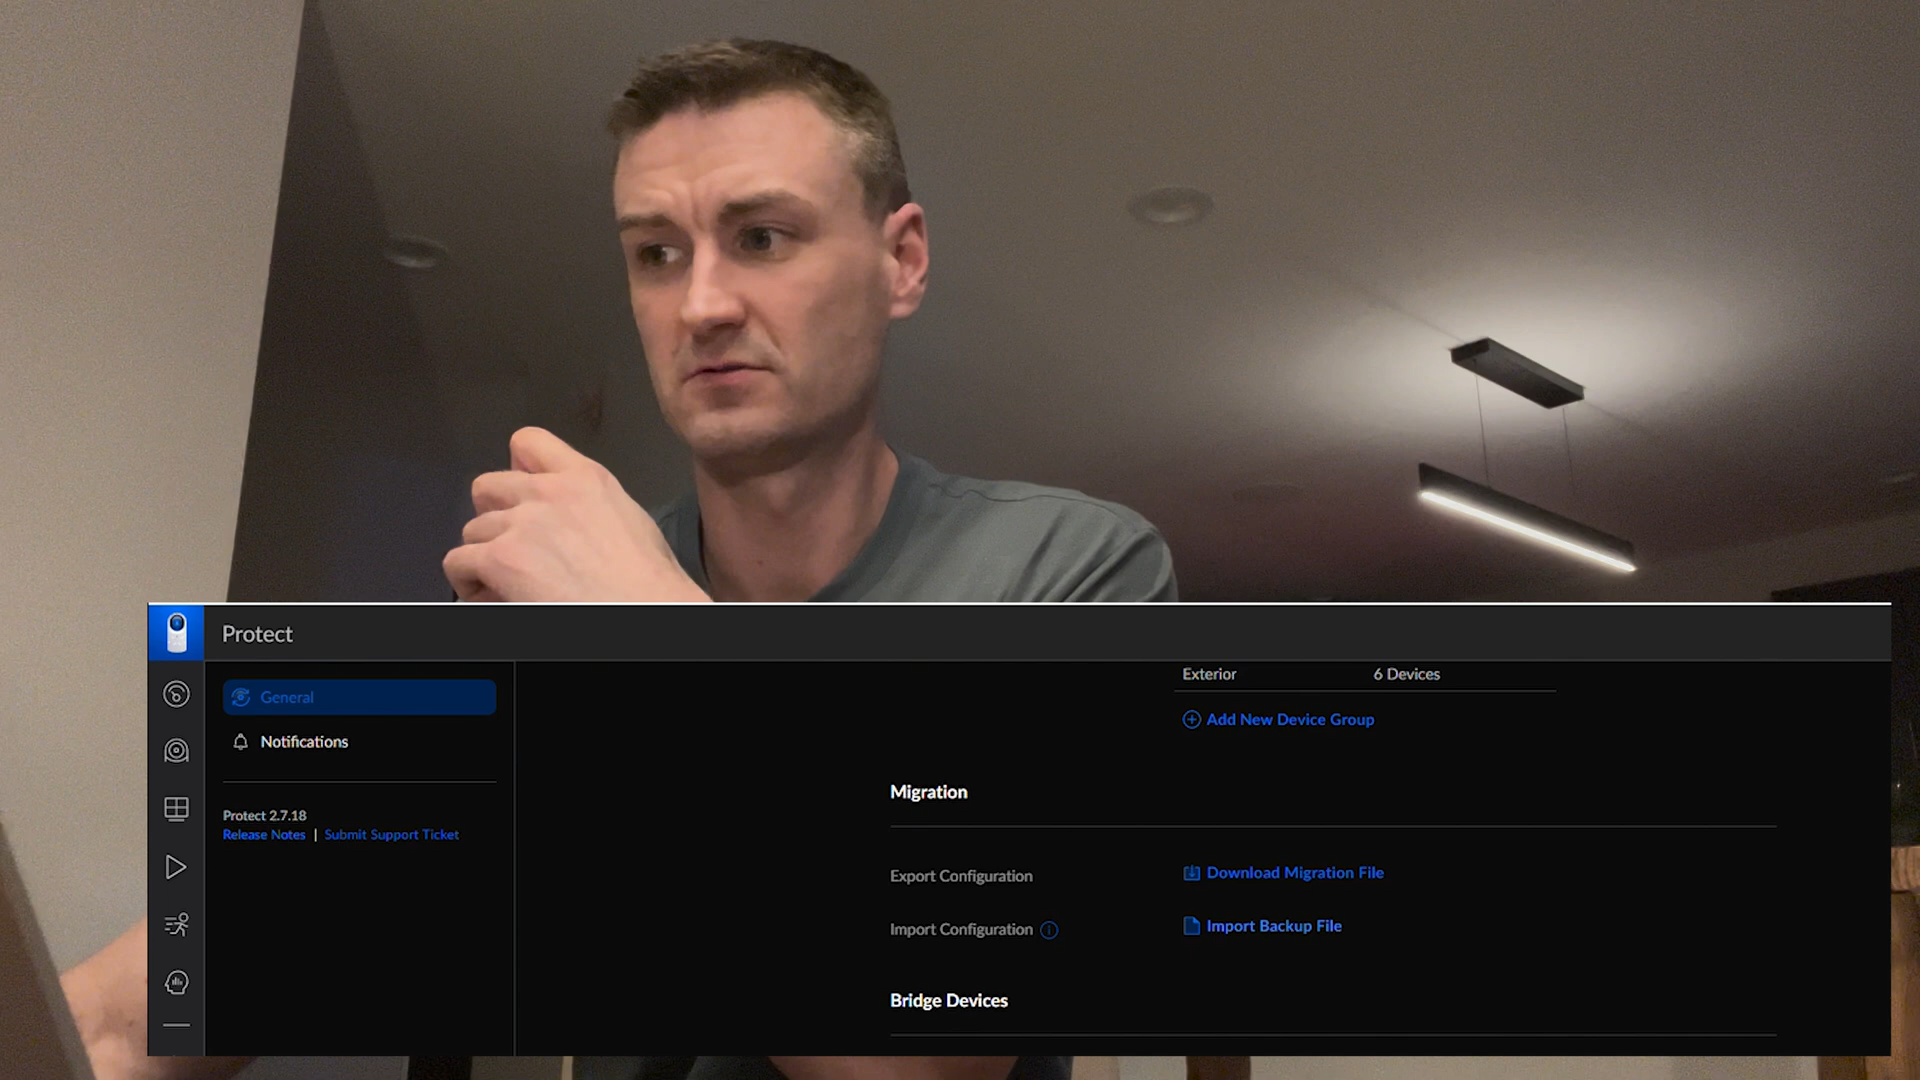 Protect
General
Notifications
Protect 2.7.18
Release Notes | Submit Support Ticket
Exterior 6 Devices
Add New Device Group
Migration
Export Configuration Download Migration File
Import Configuration Import Backup File
Bridge Devices